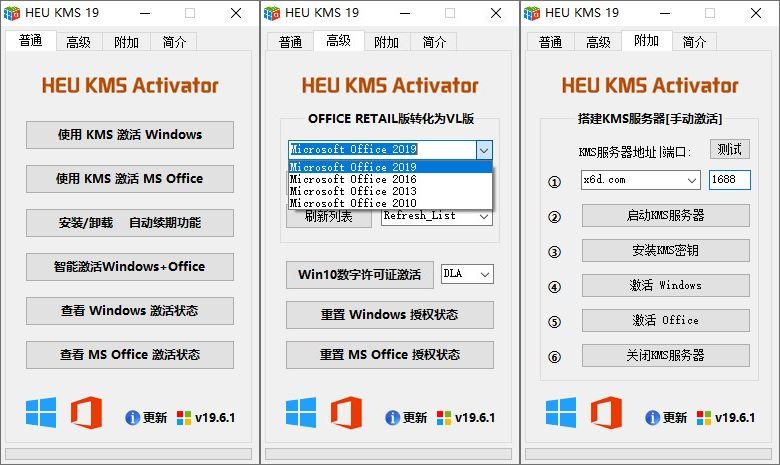 HEU KMS 19
普通 高级 附加 简介
HEU KMS Activator
使用 KMS 激活 Windows
使用 KMS 激活 MS Office
安装/卸载 自动续期功能
智能激活Windows+Office
查看 Windows 激活状态
查看 MS Office 激活状态
更新 v19.6.1
HEU KMS 19
普通 高级 附加 简介
HEU KMS Activator
OFFICE RETAIL版转化为VL版
Microsoft Office 2019
Microsoft Office 2019
Microsoft Office 2016
Microsoft Office 2013
Microsoft Office 2010
刷新列表 Refresh_List
Win10数字许可证激活 DLA
重置 Windows 授权状态
重置 MS Office 授权状态
更新 v19.6.1
HEU KMS 19
普通 高级 附加 简介
HEU KMS Activator
搭建KMS服务器[手动激活]
KMS服务器地址|端口: 测试
① x6d.com 1688
② 启动KMS服务器
③ 安装KMS密钥
④ 激活 Windows
⑤ 激活 Office
⑥ 关闭KMS服务器
更新 v19.6.1